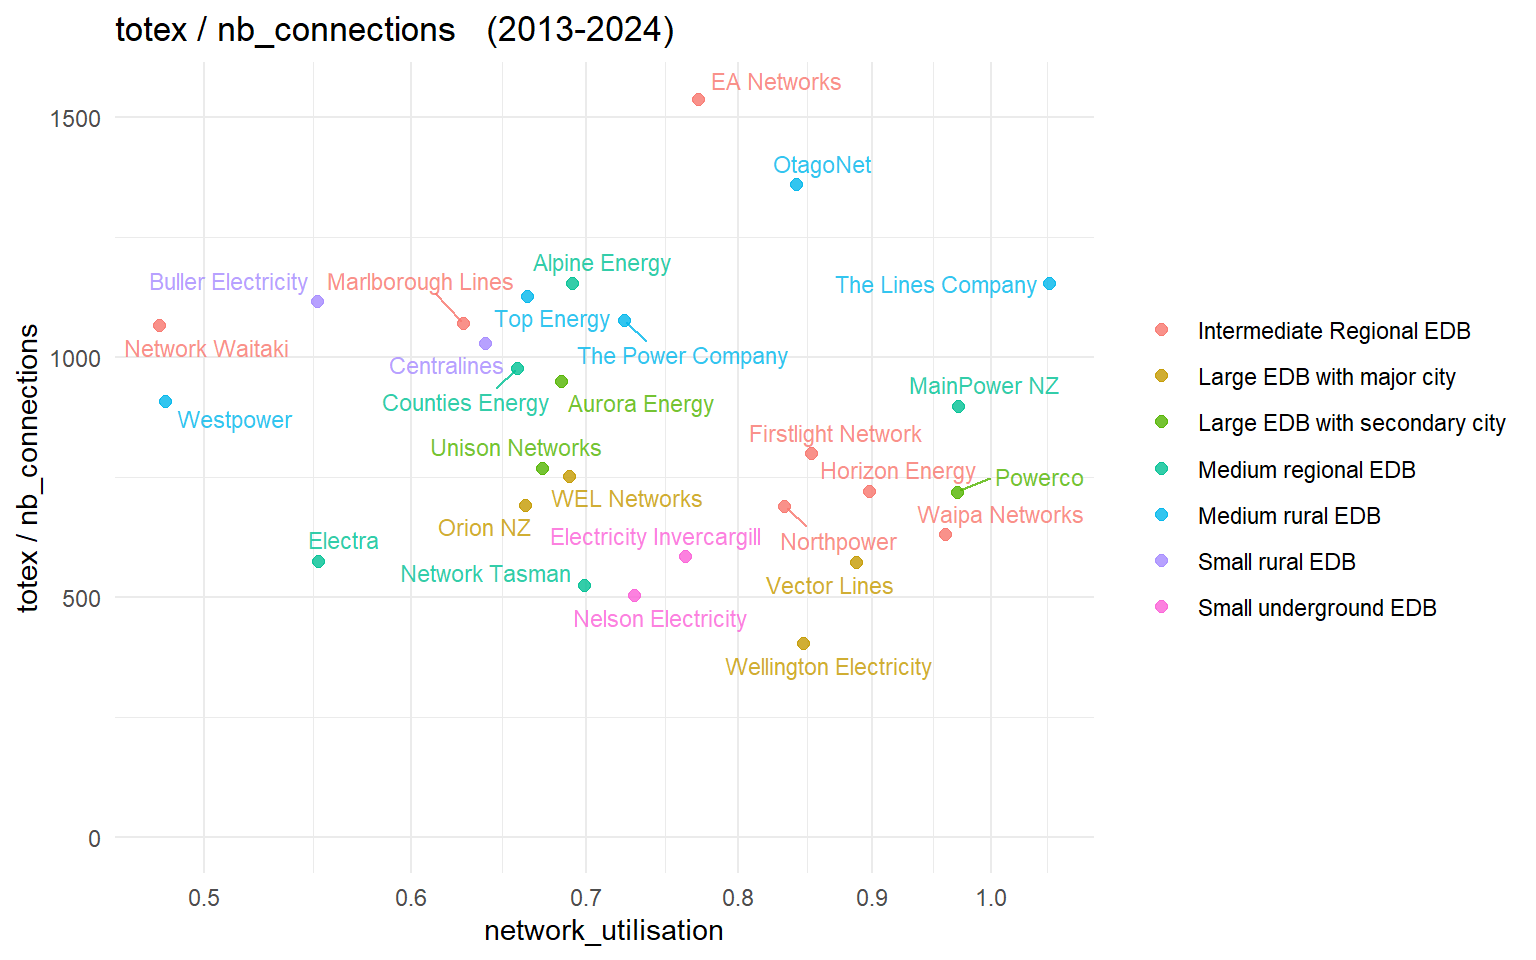 totex / nb_connections (2013-2024)
EA Networks
1500
OtagoNet
Alpine Energy
Buller Electricity
Marlborough Lines
The Lines Company
Top Energy
Network Waitaki
1000
The Power Company
Centralines
MainPower NZ
Counties Energy
Aurora Energy
Westpower
Firstlight Network
Unison Networks
Horizon Energy
Powerco
WEL Networks
Waipa Networks
Orion NZ
Electricity Invercargill
Electra
Northpower
Network Tasman
Vector Lines
500
Nelson Electricity
Wellington Electricity
0
totex / nb_connections
0.5 0.6 0.7 0.8 0.9 1.0
network_utilisation
Intermediate Regional EDB
Large EDB with major city
Large EDB with secondary city
Medium regional EDB
Medium rural EDB
Small rural EDB
Small underground EDB